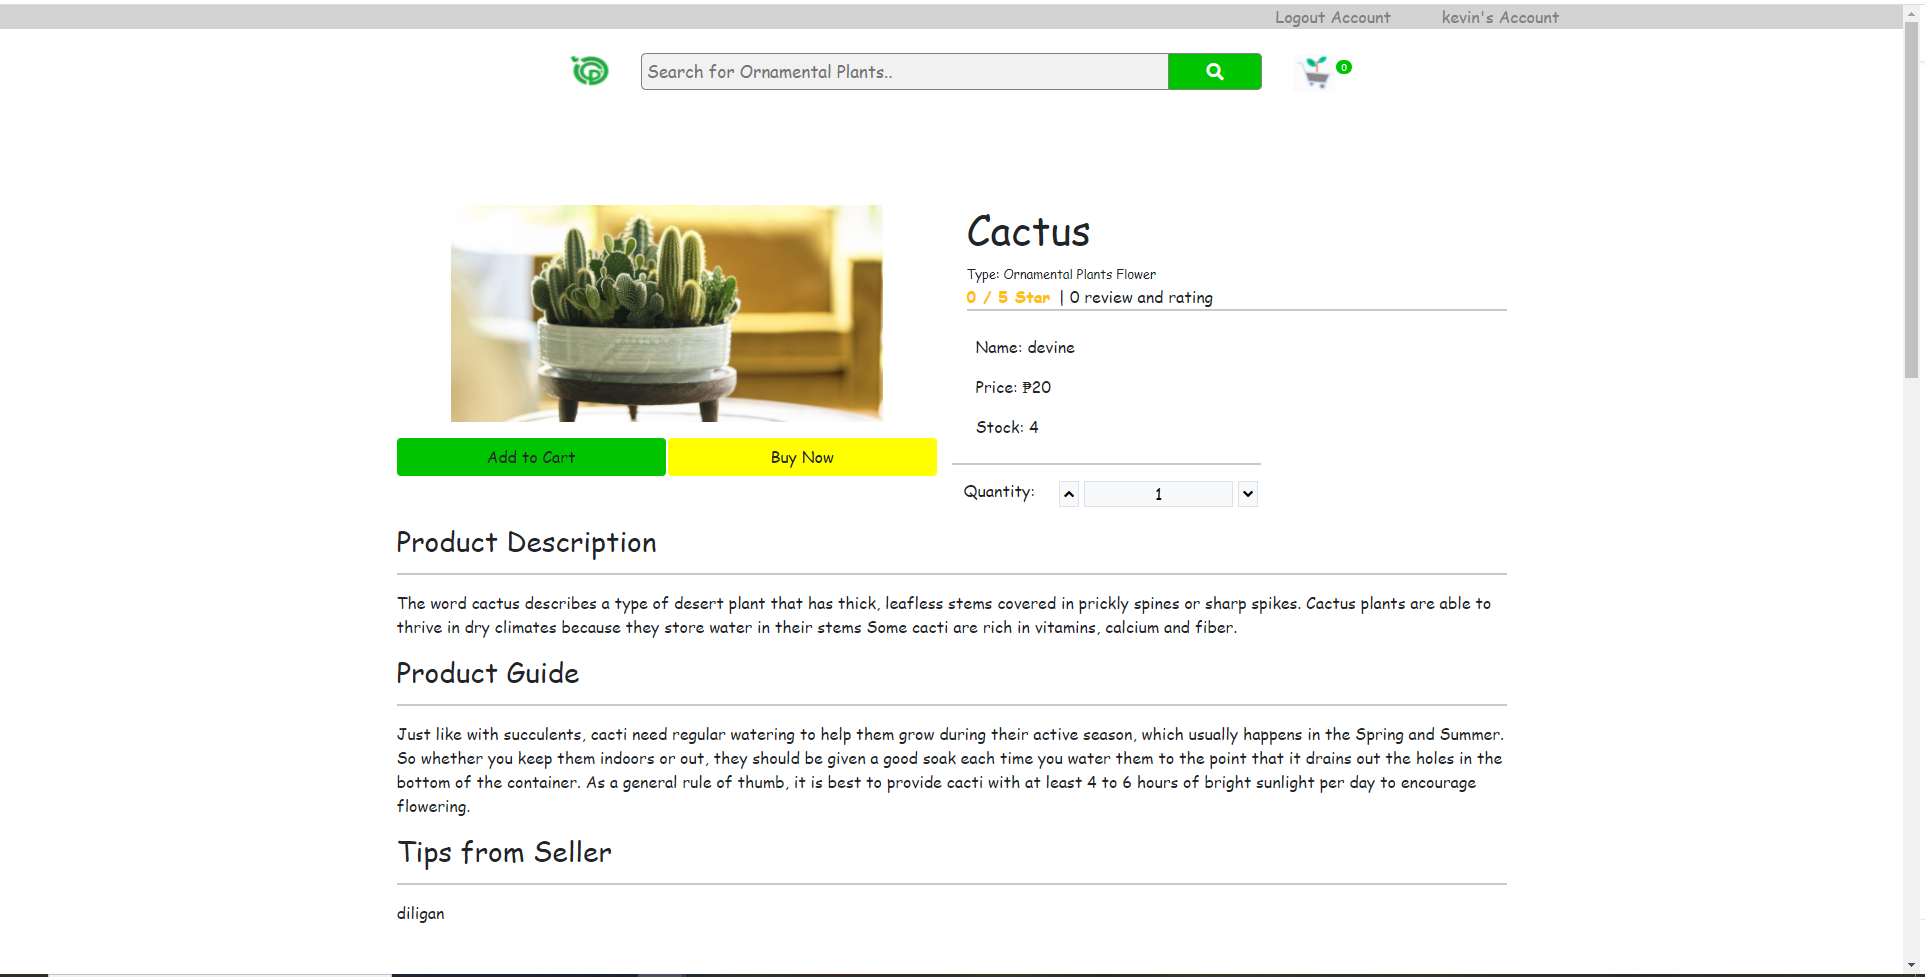 Logout Account kevin's Account
Search for Ornamental Plants..
0
Cactus
Type: Ornamental Plants Flower
0 / 5 Star | 0 review and rating
Name: devine
Price: ₱20
Stock: 4
Add to Cart Buy Now
Quantity: 1
Product Description
The word cactus describes a type of desert plant that has thick, leafless stems covered in prickly spines or sharp spikes. Cactus plants are able to
thrive in dry climates because they store water in their stems Some cacti are rich in vitamins, calcium and fiber.
Product Guide
Just like with succulents, cacti need regular watering to help them grow during their active season, which usually happens in the Spring and Summer.
So whether you keep them indoors or out, they should be given a good soak each time you water them to the point that it drains out the holes in the
bottom of the container. As a general rule of thumb, it is best to provide cacti with at least 4 to 6 hours of bright sunlight per day to encourage
flowering.
Tips from Seller
diligan